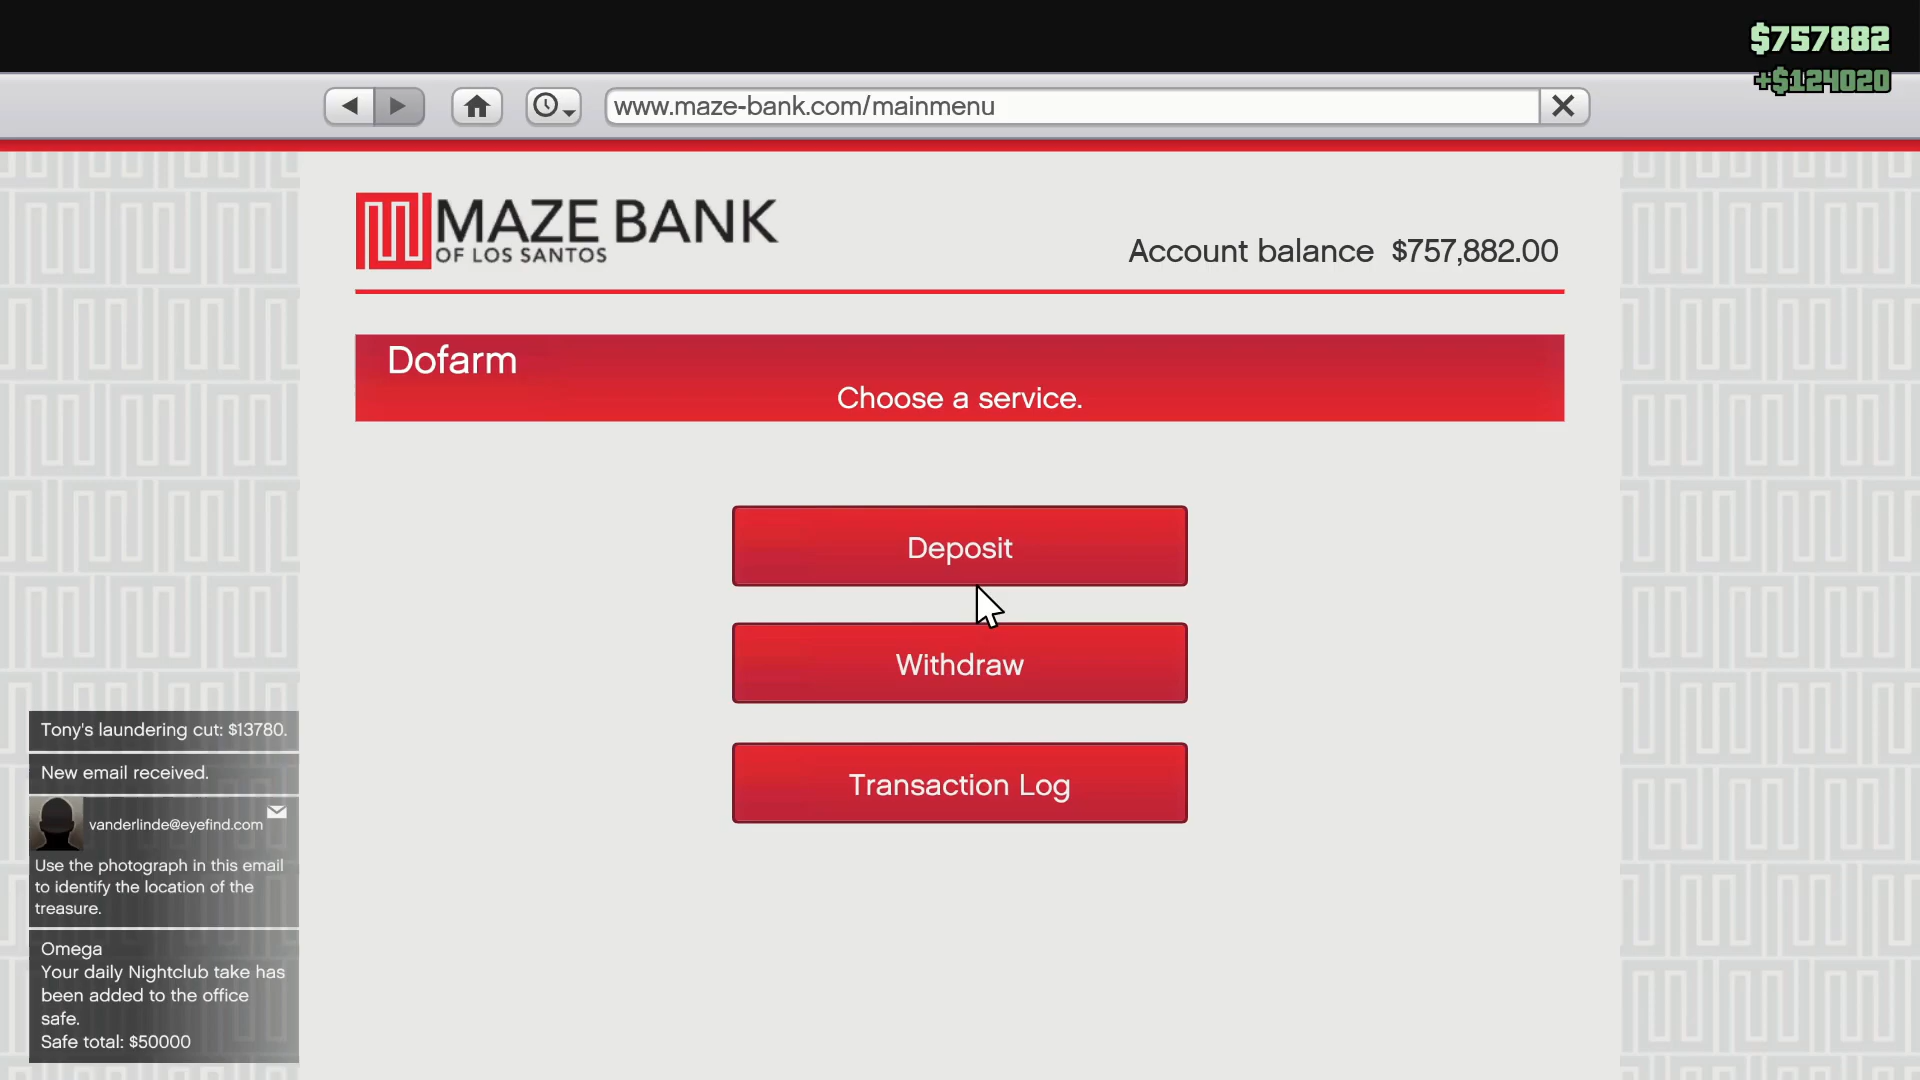 $757882
+$124020
www.maze-bank.com/mainmenu
MAZE BANK
OF LOS SANTOS
Account balance $757,882.00
Dofarm
Choose a service.
Deposit
Withdraw
Transaction Log
Tony's laundering cut: $13780.
New email received.
vanderlinde@eyefind.com
Use the photograph in this email
to identify the location of the
treasure.
Omega
Your daily Nightclub take has
been added to the office
safe.
Safe total: $50000